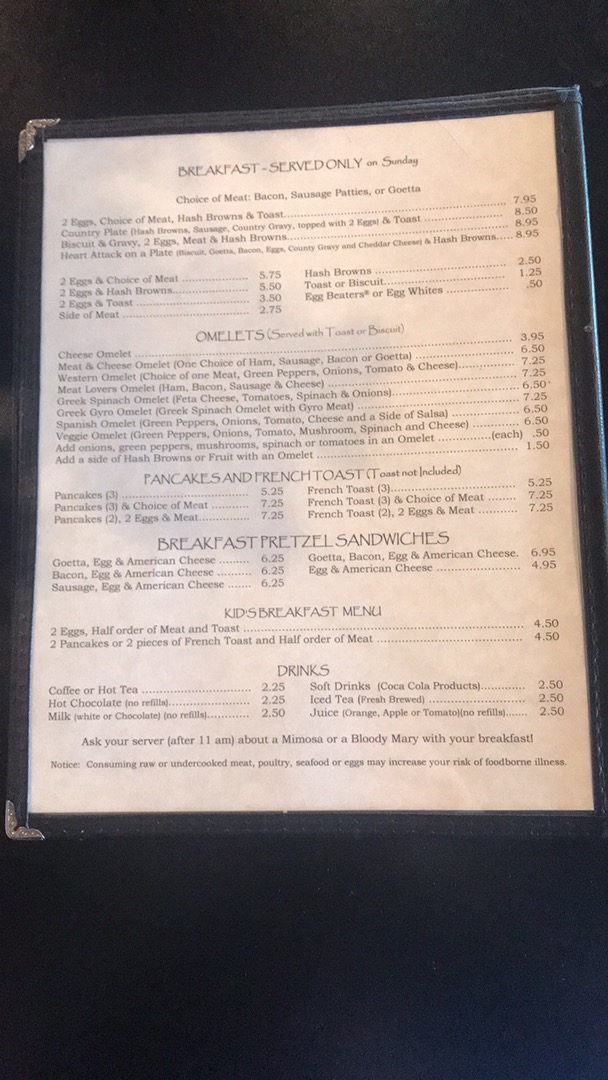 BREAKFAST – SERVED ONLY on Sunday
Choice of Meat: Bacon, Sausage Patties, or Goetta
2 Eggs, Choice of Meat, Hash Browns & Toast 7.95
Country Plate (Hash Browns, Sausage, Country Gravy, topped with 2 Eggs) & Toast 8.50
Biscuit & Gravy, 2 Eggs, Meat & Hash Browns 8.95
Heart Attack on a Plate (Biscuit, Goetta, Bacon, Eggs, County Gravy and Cheddar Cheese) & Hash Browns 8.95
2 Eggs & Choice of Meat 5.75
2 Eggs & Hash Browns 5.50
2 Eggs & Toast 3.50
Side of Meat 2.75
Hash Browns 2.50
Toast or Biscuit 1.25
Egg Beaters® or Egg Whites .50
OMELETS (Served with Toast or Biscuit)
Cheese Omelet 3.95
Meat & Cheese Omelet (One Choice of Ham, Sausage, Bacon or Goetta) 6.50
Western Omelet (Choice of one Meat, Green Peppers, Onions, Tomato & Cheese) 7.25
Meat Lovers Omelet (Ham, Bacon, Sausage & Cheese) 7.25
Greek Spinach Omelet (Feta Cheese, Tomatoes, Spinach & Onions) 6.50
Greek Gyro Omelet (Greek Spinach Omelet with Gyro Meat) 7.25
Spanish Omelet (Green Peppers, Onions, Tomato, Cheese and a Side of Salsa) 6.50
Veggie Omelet (Green Peppers, Onions, Tomato, Mushroom, Spinach and Cheese) 6.50
Add onions, green peppers, mushrooms, spinach or tomatoes in an Omelet (each) .50
Add a side of Hash Browns or Fruit with an Omelet 1.50
PANCAKES AND FRENCH TOAST (Toast not Included)
Pancakes (3) 5.25
Pancakes (3) & Choice of Meat 7.25
Pancakes (2), 2 Eggs & Meat 7.25
French Toast (3) 5.25
French Toast (3) & Choice of Meat 7.25
French Toast (2), 2 Eggs & Meat 7.25
BREAKFAST PRETZEL SANDWICHES
Goetta, Egg & American Cheese 6.25
Bacon, Egg & American Cheese 6.25
Sausage, Egg & American Cheese 6.25
Goetta, Bacon, Egg & American Cheese. 6.95
Egg & American Cheese 4.95
KID'S BREAKFAST MENU
2 Eggs, Half order of Meat and Toast 4.50
2 Pancakes or 2 pieces of French Toast and Half order of Meat 4.50
DRINKS
Coffee or Hot Tea 2.25
Hot Chocolate (no refills) 2.25
Milk (white or Chocolate) (no refills) 2.50
Soft Drinks (Coca Cola Products) 2.50
Iced Tea (Fresh Brewed) 2.50
Juice (Orange, Apple or Tomato)(no refills) 2.50
Ask your server (after 11 am) about a Mimosa or a Bloody Mary with your breakfast!
Notice: Consuming raw or undercooked meat, poultry, seafood or eggs may increase your risk of foodborne illness.